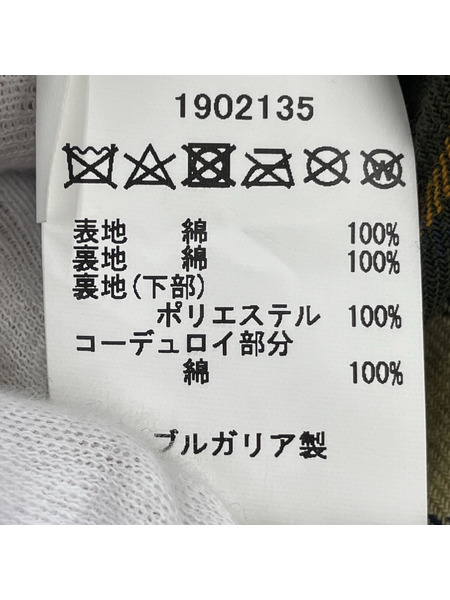 1902135
表地 綿 100%
裏地 綿 100%
裏地(下部)
ポリエステル 100%
コーデュロイ部分
綿 100%
ブルガリア製